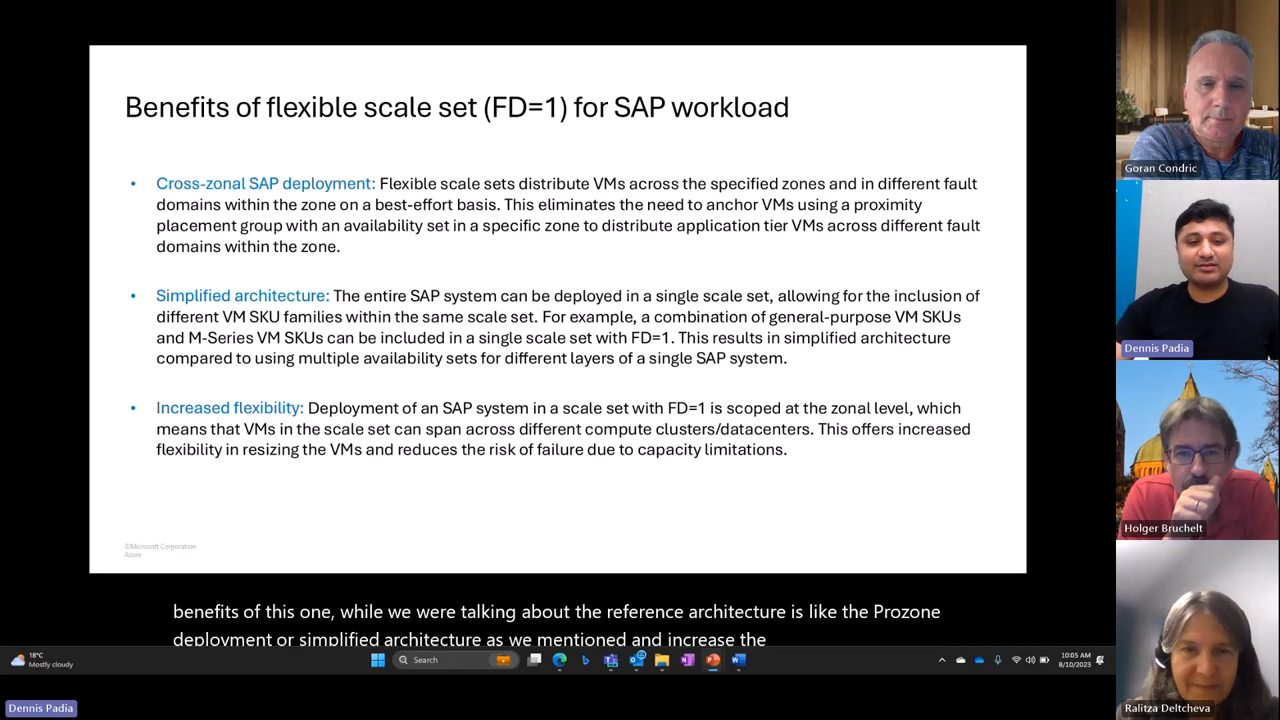 Benefits of flexible scale set (FD=1) for SAP workload
• Cross-zonal SAP deployment: Flexible scale sets distribute VMs across the specified zones and in different fault
domains within the zone on a best-effort basis. This eliminates the need to anchor VMs using a proximity
placement group with an availability set in a specific zone to distribute application tier VMs across different fault
domains within the zone.
• Simplified architecture: The entire SAP system can be deployed in a single scale set, allowing for the inclusion of
different VM SKU families within the same scale set. For example, a combination of general-purpose VM SKUs
and M-Series VM SKUs can be included in a single scale set with FD=1. This results in simplified architecture
compared to using multiple availability sets for different layers of a single SAP system.
• Increased flexibility: Deployment of an SAP system in a scale set with FD=1 is scoped at the zonal level, which
means that VMs in the scale set can span across different compute clusters/datacenters. This offers increased
flexibility in resizing the VMs and reduces the risk of failure due to capacity limitations.
©Microsoft Corporation
Azure
benefits of this one, while we were talking about the reference architecture is like the Prozone
deployment or simplified architecture as we mentioned and increase the
18°C
Mostly cloudy
Search
10:05 AM
8/10/2023
Dennis Padia
Goran Condric
Dennis Padia
Holger Bruchelt
Ralitza Deltcheva